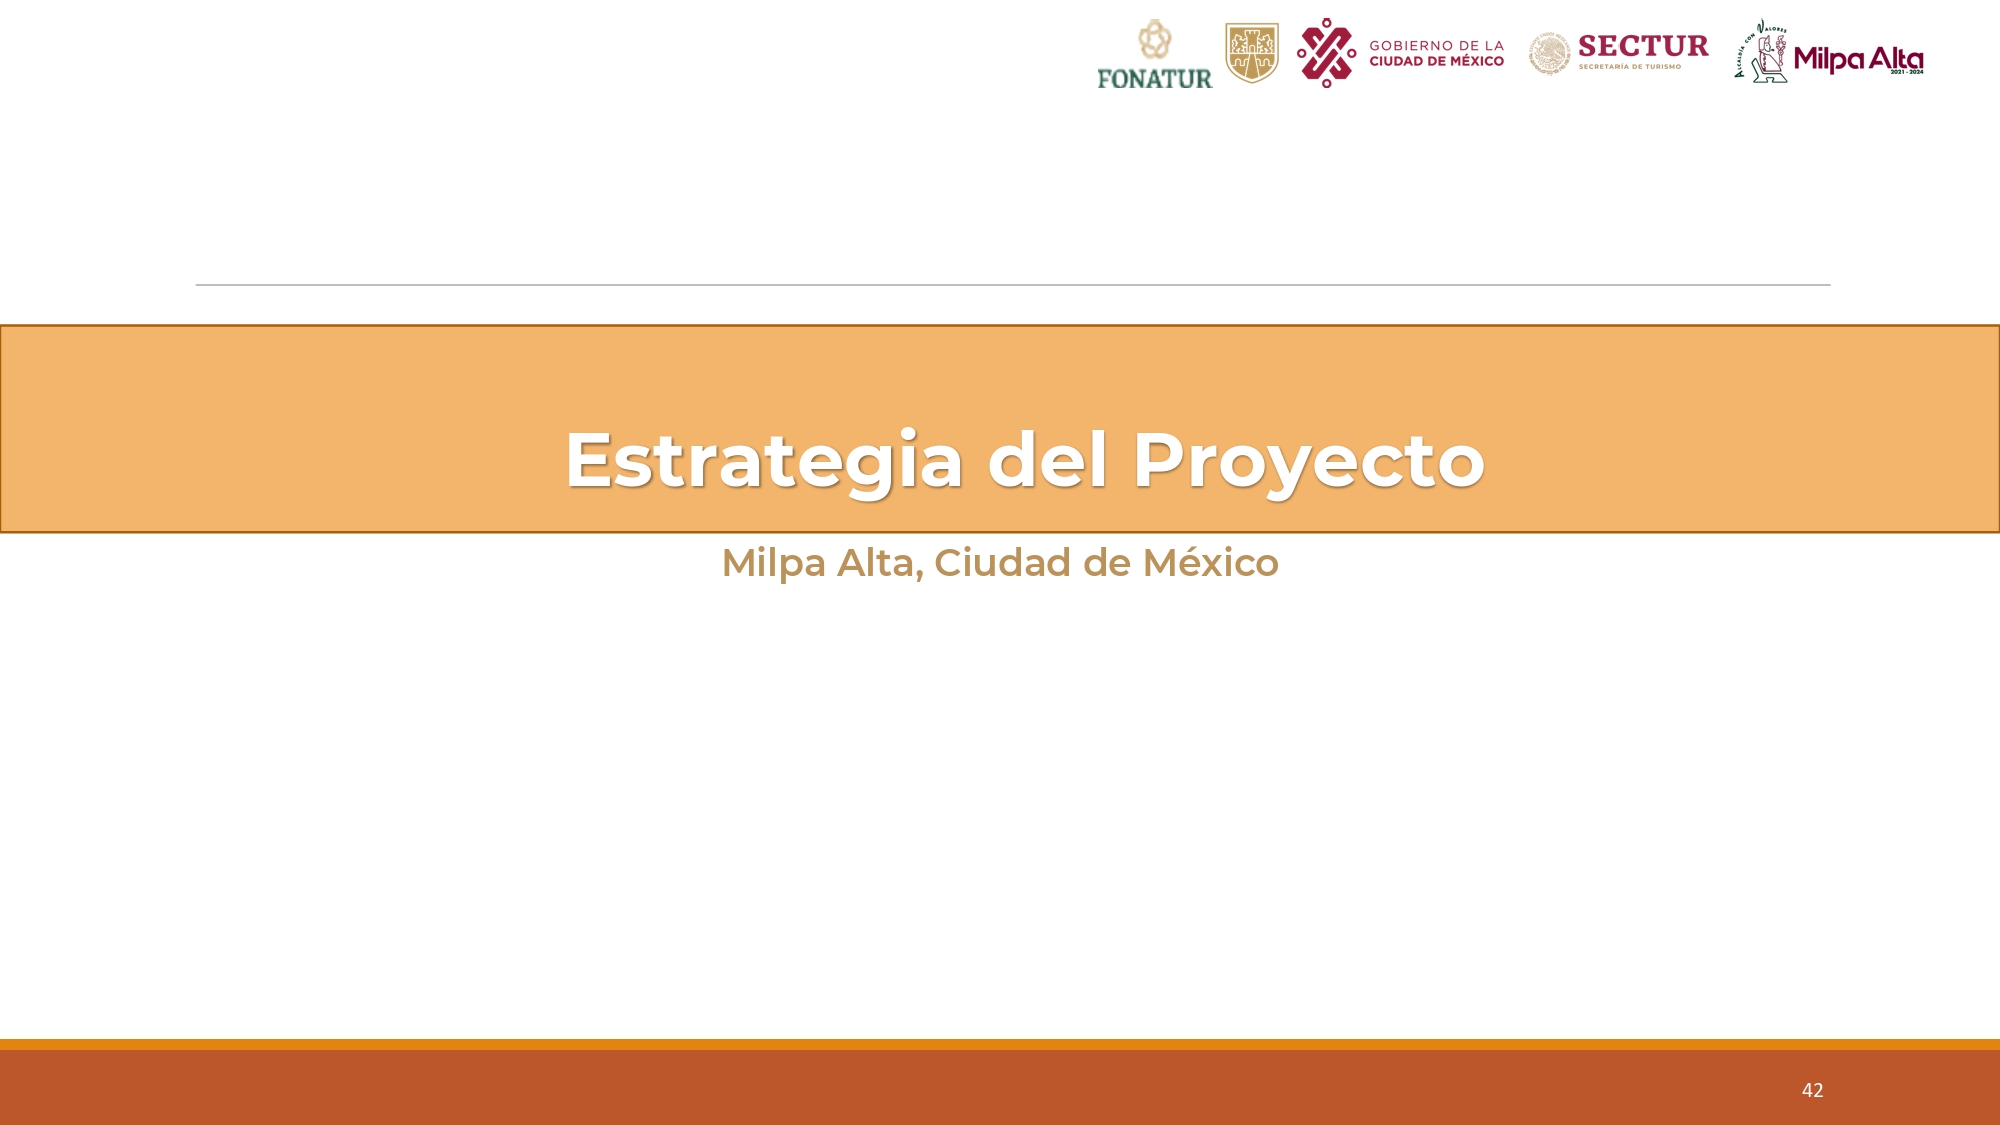 FONATUR
GOBIERNO DE LA
CIUDAD DE MÉXICO
SECTUR
SECRETARÍA DE TURISMO
ALCALDÍA CON VALORES
Milpa Alta
2021 - 2024
Estrategia del Proyecto
Milpa Alta, Ciudad de México
42